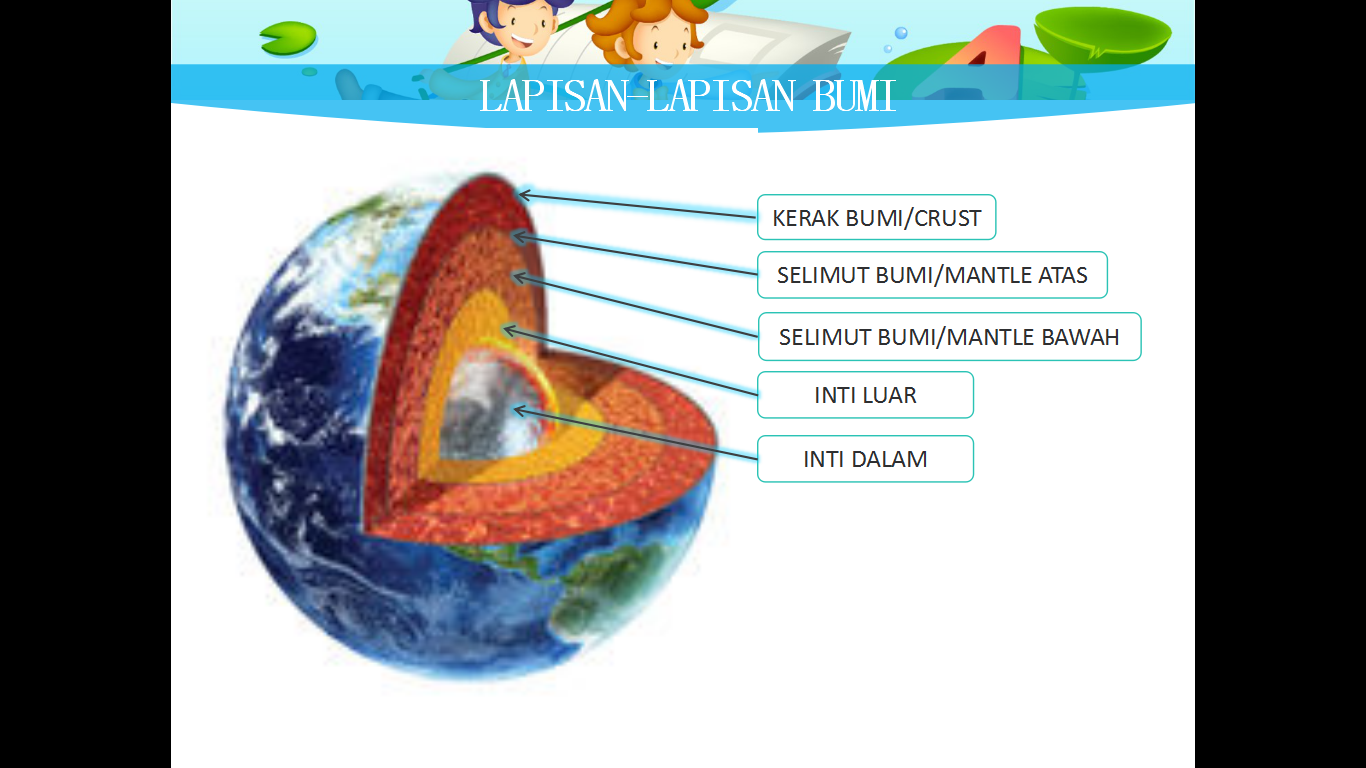 LAPISAN-LAPISAN BUMI
KERAK BUMI/CRUST
SELIMUT BUMI/MANTLE ATAS
SELIMUT BUMI/MANTLE BAWAH
INTI LUAR
INTI DALAM